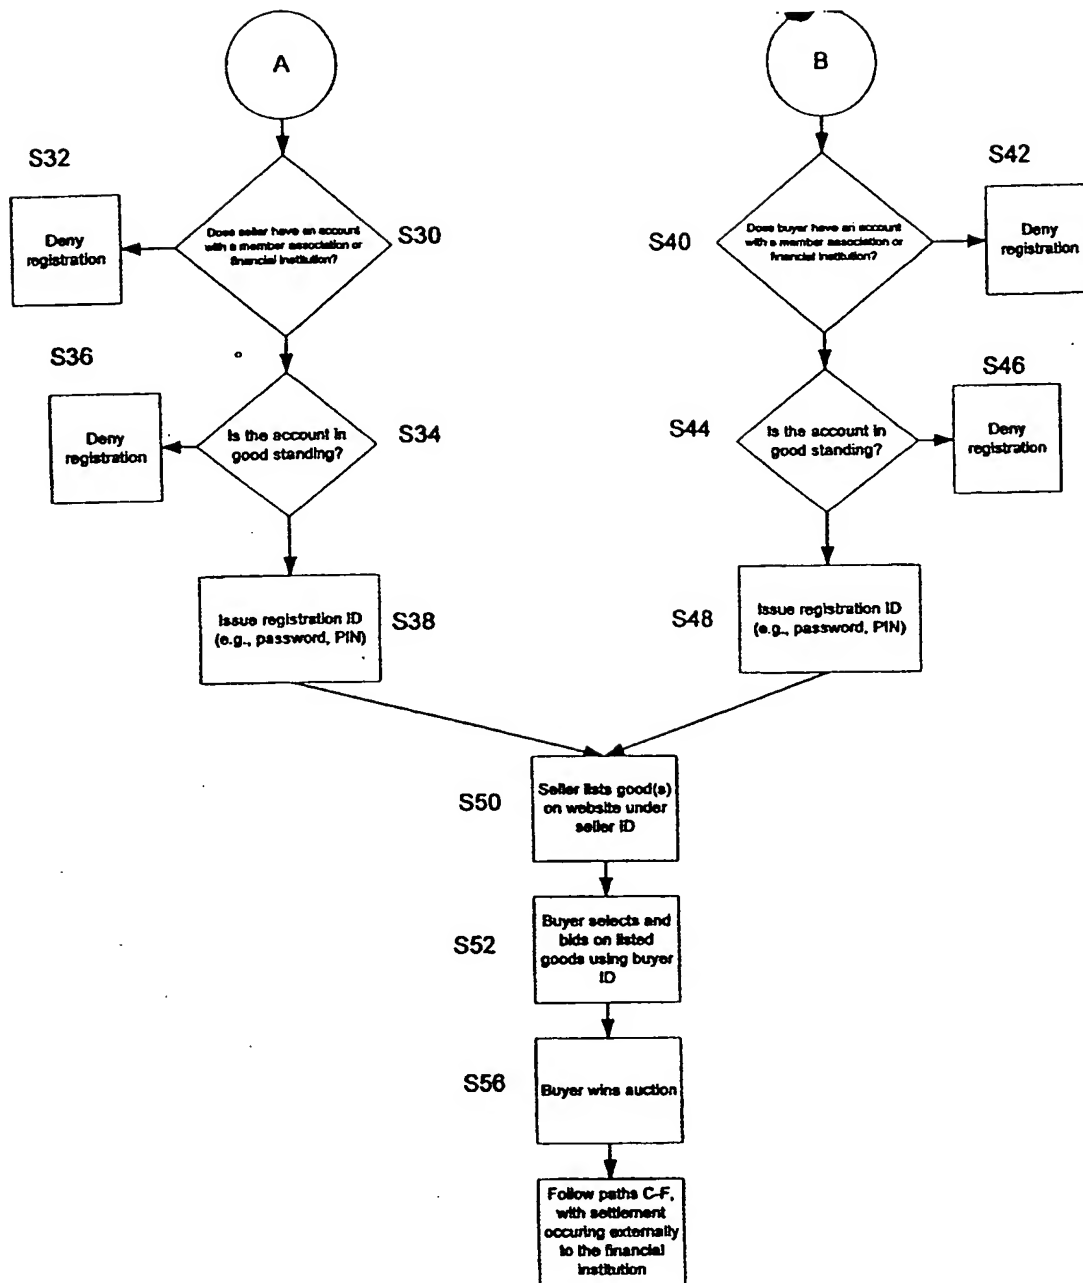 A
B
S32
S42
Deny
registration
Does seller have an account
with a member association or
financial institution?
S30
S40
Does buyer have an account
with a member association or
financial institution?
Deny
registration
S36
S46
Deny
registration
Is the account in
good standing?
S34
S44
Is the account in
good standing?
Deny
registration
Issue registration ID
(e.g., password, PIN)
S38
S48
Issue registration ID
(e.g., password, PIN)
S50
Seller lists good(s)
on website under
seller ID
S52
Buyer selects and
bids on listed
goods using buyer
ID
S56
Buyer wins auction
Follow paths C-F,
with settlement
occuring externally
to the financial
institution